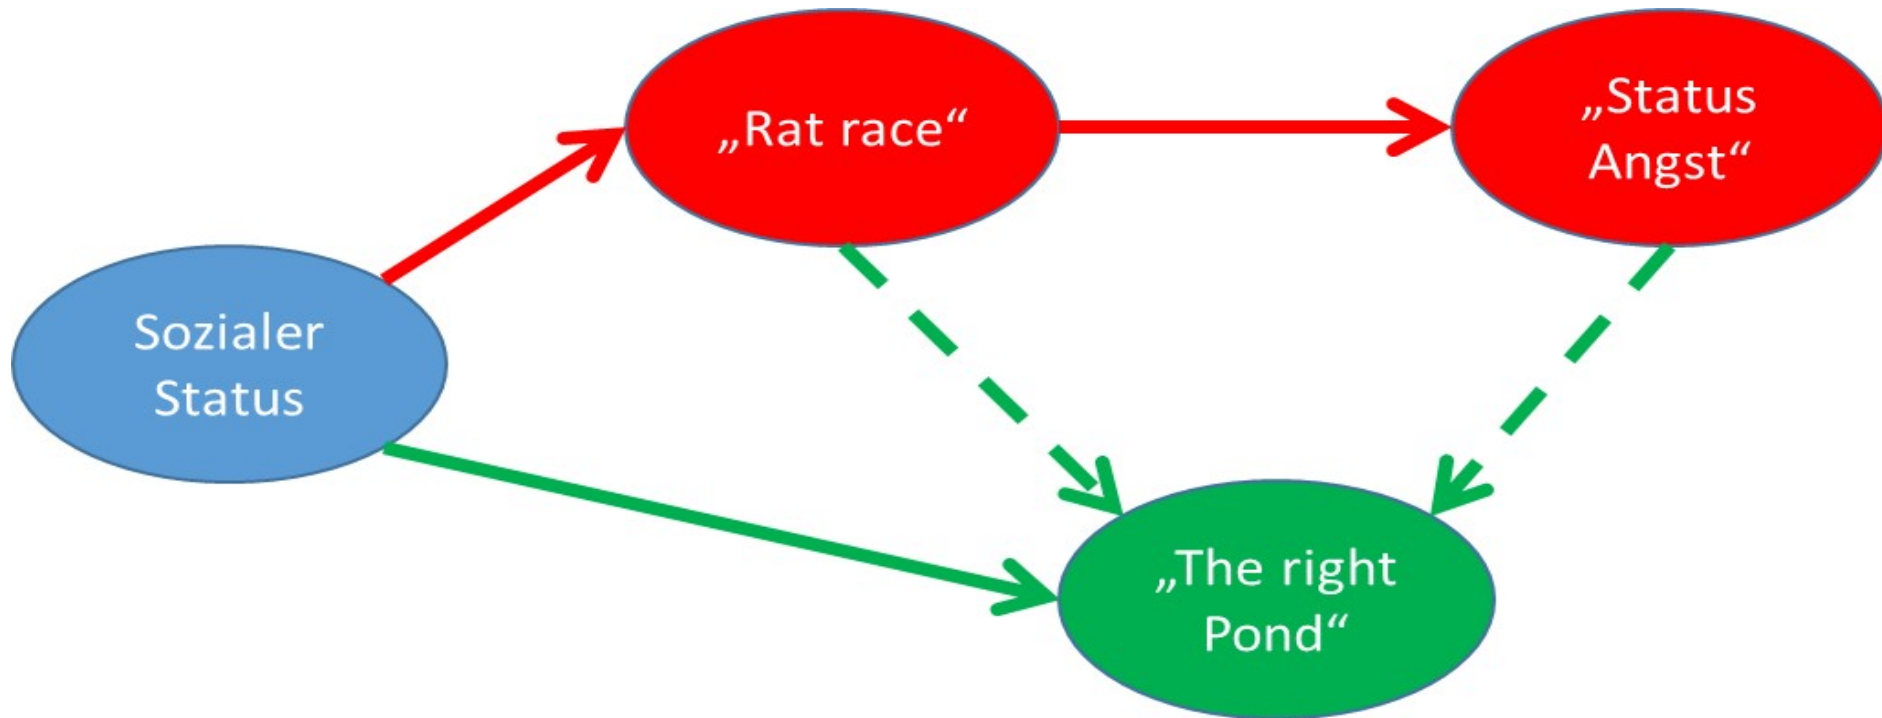 „Rat race“
„Status
Angst“
Sozialer
Status
„The right
Pond“